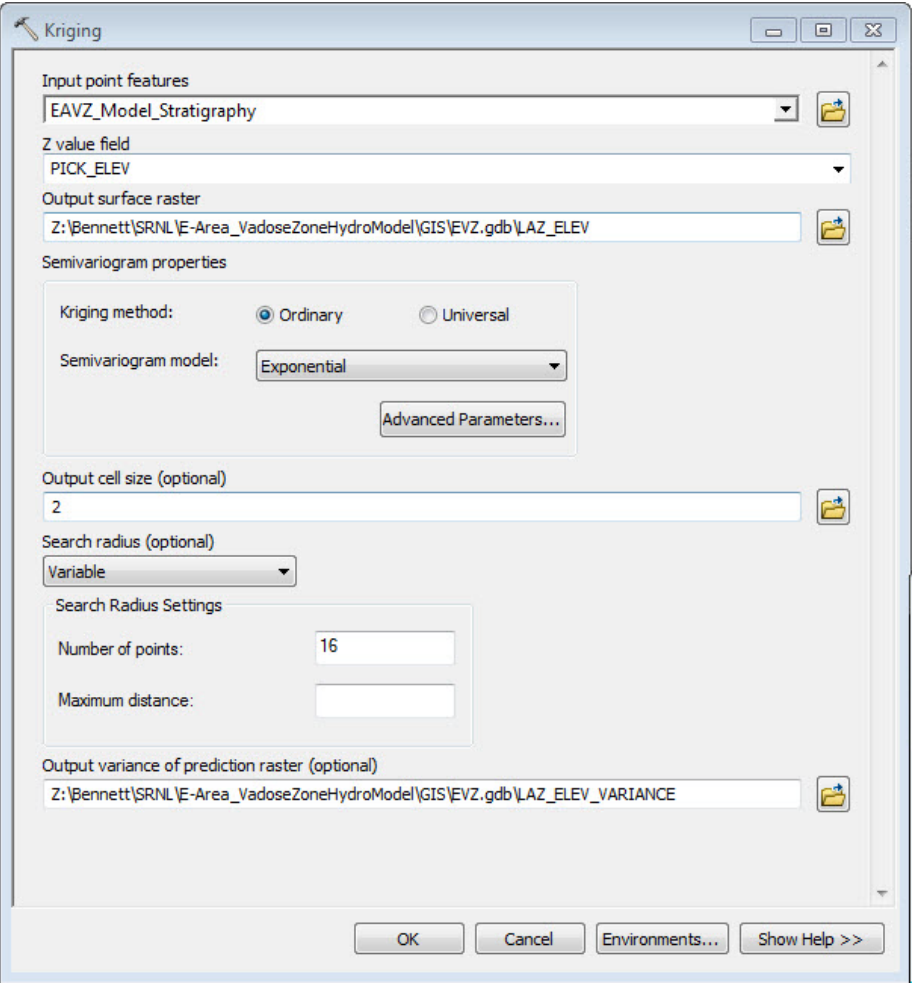 Kriging
Input point features
EAVZ_Model_Stratigraphy
Z value field
PICK_ELEV
Output surface raster
Z:\Bennett\SRNL\E-Area_VadoseZoneHydroModel\GIS\EVZ.gdb\LAZ_ELEV
Semivariogram properties
Kriging method: Ordinary Universal
Semivariogram model: Exponential
Advanced Parameters...
Output cell size (optional)
2
Search radius (optional)
Variable
Search Radius Settings
Number of points: 16
Maximum distance:
Output variance of prediction raster (optional)
Z:\Bennett\SRNL\E-Area_VadoseZoneHydroModel\GIS\EVZ.gdb\LAZ_ELEV_VARIANCE
OK Cancel Environments... Show Help >>